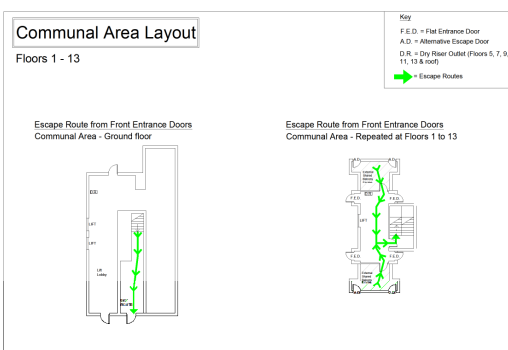 Communal Area Layout
Floors 1 - 13
Key
F.E.D. = Flat Entrance Door
A.D. = Alternative Escape Door
D.R. = Dry Riser Outlet (Floors 5, 7, 9,
11, 13 & roof)
= Escape Routes
Escape Route from Front Entrance Doors
Communal Area - Ground floor
LIFT
LIFT
Lift
Lobby
Escape Route from Front Entrance Doors
Communal Area - Repeated at Floors 1 to 13
A.D.
A.D.
F.E.D.
F.E.D.
LIFT
F.E.D.
F.E.D.